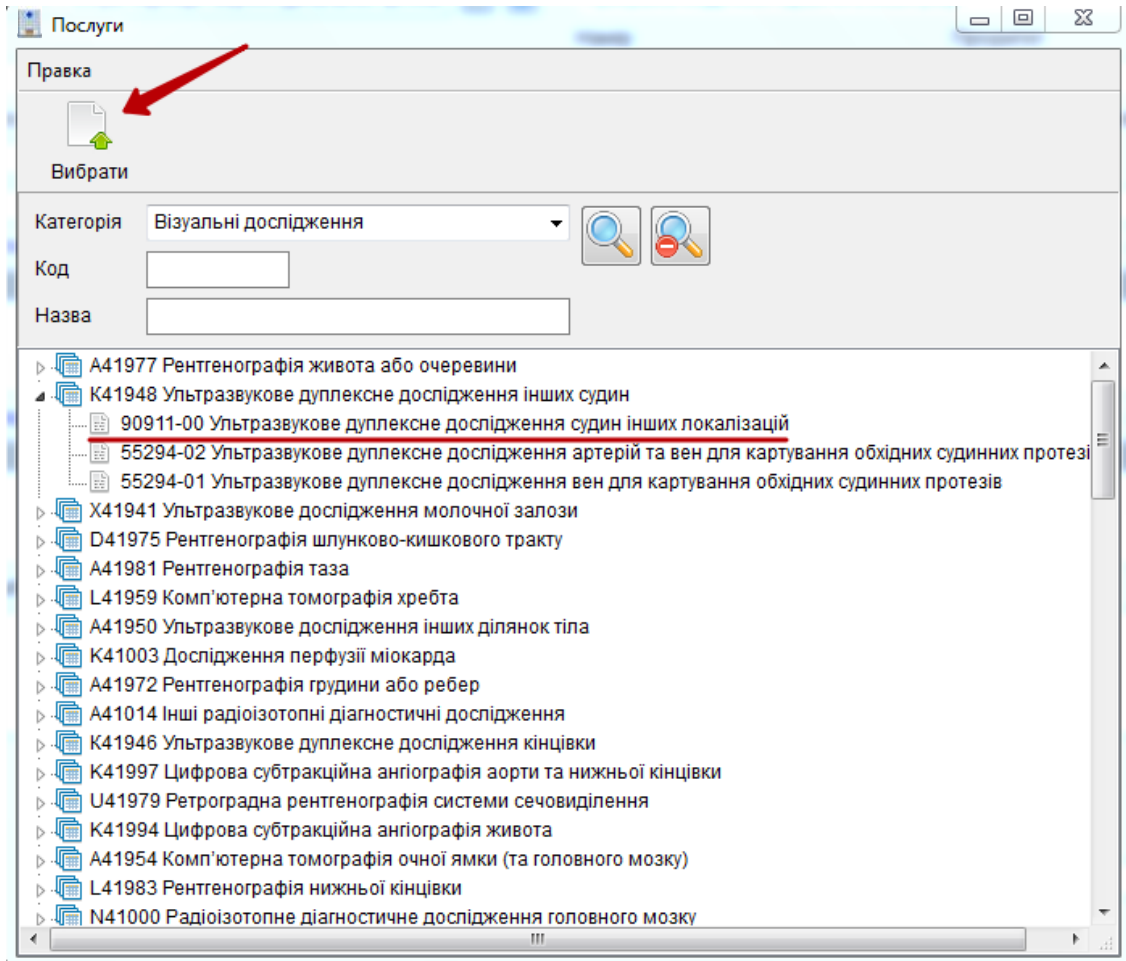 Послуги
Правка
Вибрати
Категорія Візуальні дослідження
Код
Назва
A41977 Рентгенографія живота або очеревини
K41948 Ультразвукове дуплексне дослідження інших судин
90911-00 Ультразвукове дуплексне дослідження судин інших локалізацій
55294-02 Ультразвукове дуплексне дослідження артерій та вен для картування обхідних судинних протезі
55294-01 Ультразвукове дуплексне дослідження вен для картування обхідних судинних протезів
X41941 Ультразвукове дослідження молочної залози
D41975 Рентгенографія шлунково-кишкового тракту
A41981 Рентгенографія таза
L41959 Комп'ютерна томографія хребта
A41950 Ультразвукове дослідження інших ділянок тіла
K41003 Дослідження перфузії міокарда
A41972 Рентгенографія грудини або ребер
A41014 Інші радіоізотопні діагностичні дослідження
K41946 Ультразвукове дуплексне дослідження кінцівки
K41997 Цифрова субтракційна ангіографія аорти та нижньої кінцівки
U41979 Ретроградна рентгенографія системи сечовиділення
K41994 Цифрова субтракційна ангіографія живота
A41954 Комп'ютерна томографія очної ямки (та головного мозку)
L41983 Рентгенографія нижньої кінцівки
N41000 Радіоізотопне діагностичне дослідження головного мозку